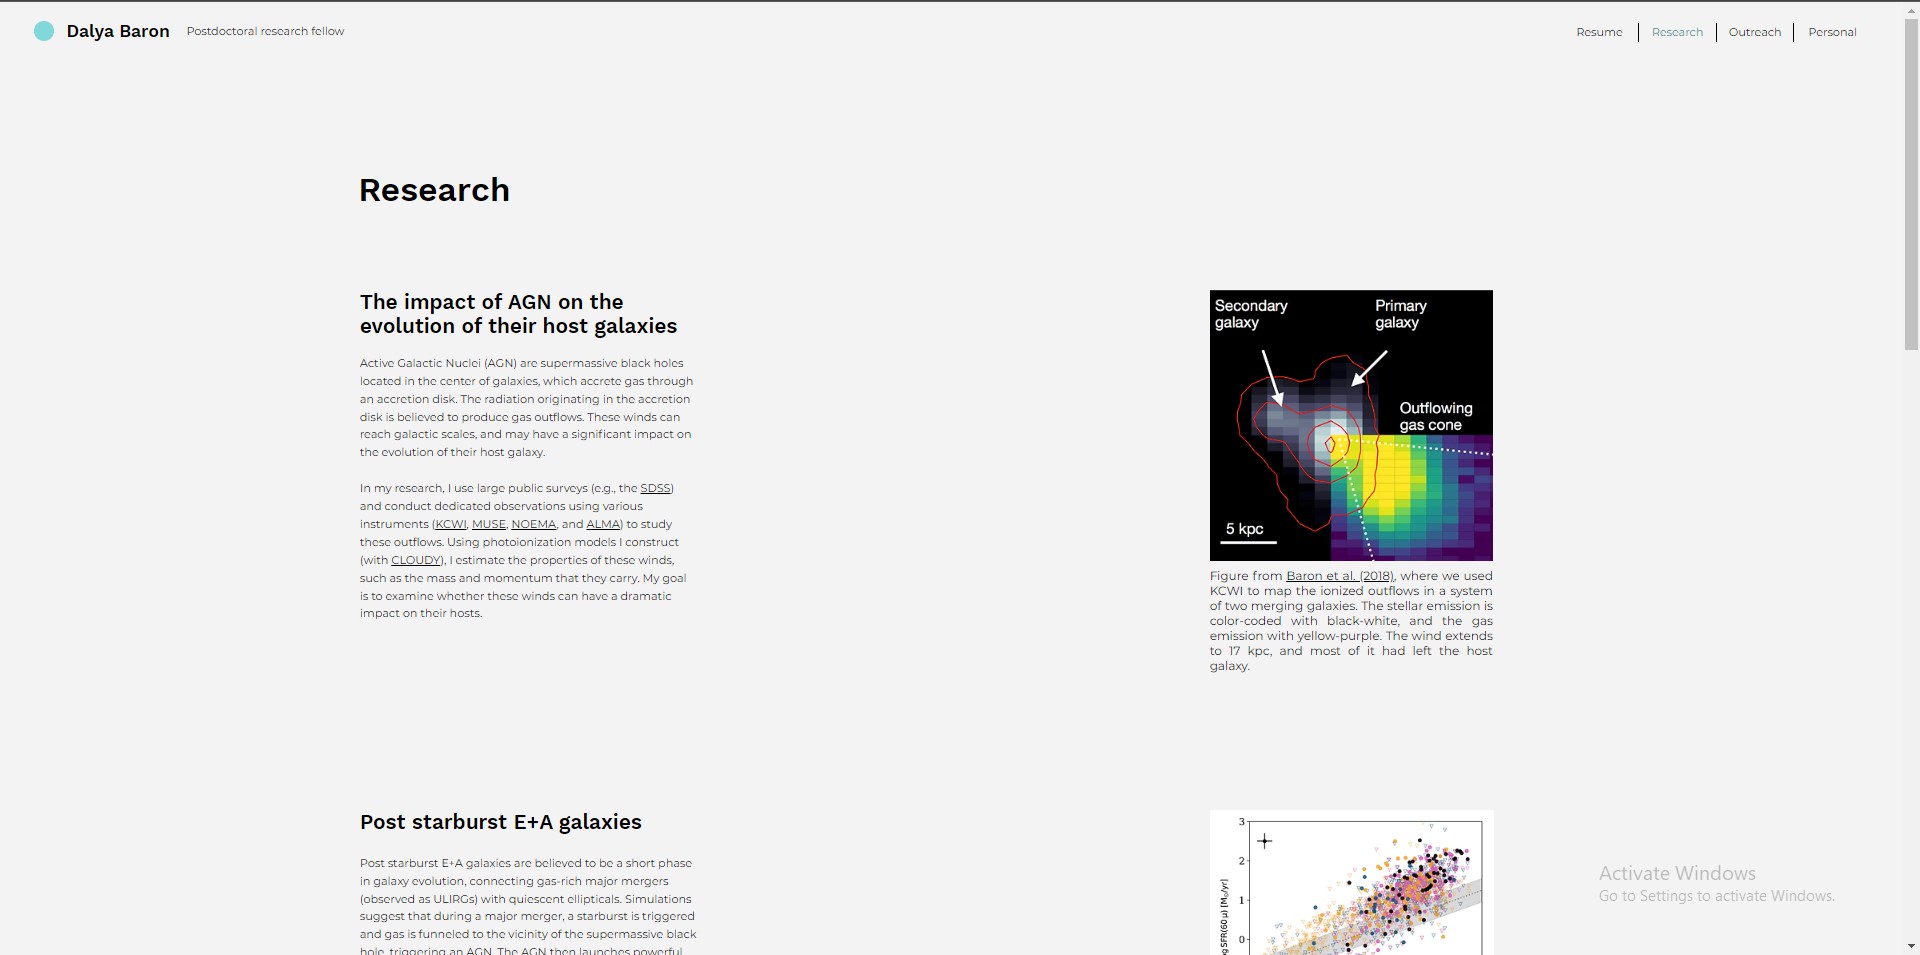 Dalya Baron Postdoctoral research fellow
Resume Research Outreach Personal
Research
The impact of AGN on the
evolution of their host galaxies
Active Galactic Nuclei (AGN) are supermassive black holes
located in the center of galaxies, which accrete gas through
an accretion disk. The radiation originating in the accretion
disk is believed to produce gas outflows. These winds can
reach galactic scales, and may have a significant impact on
the evolution of their host galaxy.
In my research, I use large public surveys (e.g., the SDSS)
and conduct dedicated observations using various
instruments (KCWI, MUSE, NOEMA, and ALMA) to study
these outflows. Using photoionization models I construct
(with CLOUDY), I estimate the properties of these winds,
such as the mass and momentum that they carry. My goal
is to examine whether these winds can have a dramatic
impact on their hosts.
Secondary
galaxy
Primary
galaxy
Outflowing
gas cone
5 kpc
Figure from Baron et al. (2018), where we used
KCWI to map the ionized outflows in a system
of two merging galaxies. The stellar emission is
color-coded with black-white, and the gas
emission with yellow-purple. The wind extends
to 17 kpc, and most of it had left the host
galaxy.
Post starburst E+A galaxies
Post starburst E+A galaxies are believed to be a short phase
in galaxy evolution, connecting gas-rich major mergers
(observed as ULIRGs) with quiescent ellipticals. Simulations
suggest that during a major merger, a starburst is triggered
and gas is funneled to the vicinity of the supermassive black
hole, triggering an AGN. The AGN then launches powerful
3
2
1
0
SFR(60 μ) [M⊙/yr]
Activate Windows
Go to Settings to activate Windows.